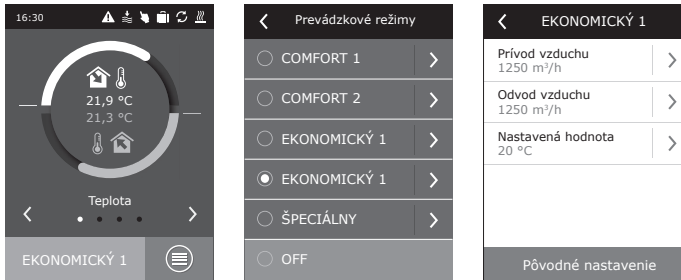 16:30
21,9 °C
21,3 °C
Teplota
EKONOMICKÝ 1
Prevádzkové režimy
COMFORT 1
COMFORT 2
EKONOMICKÝ 1
EKONOMICKÝ 1
ŠPECIÁLNY
OFF
EKONOMICKÝ 1
Prívod vzduchu
1250 m³/h
Odvod vzduchu
1250 m³/h
Nastavená hodnota
20 °C
Pôvodné nastavenie